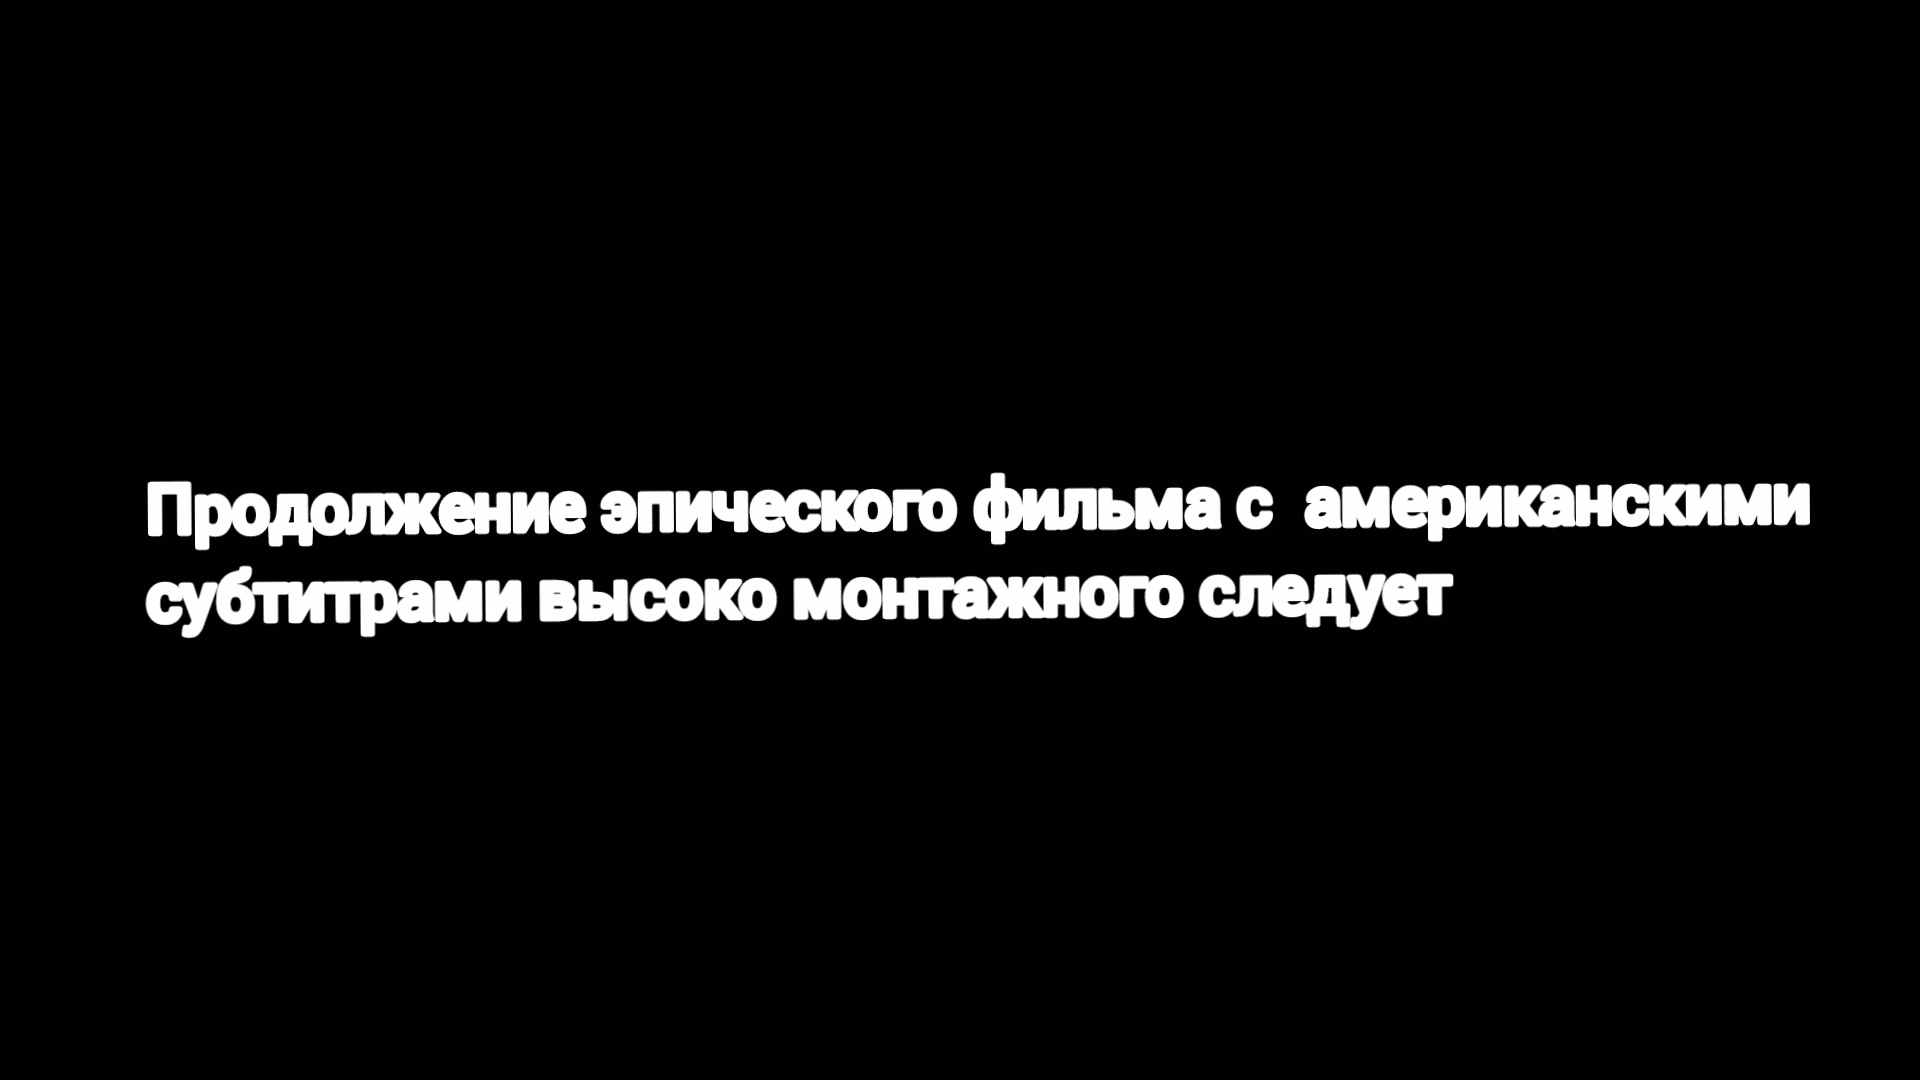 Продолжение эпического фильма с американскими
субтитрами высоко монтажного следует